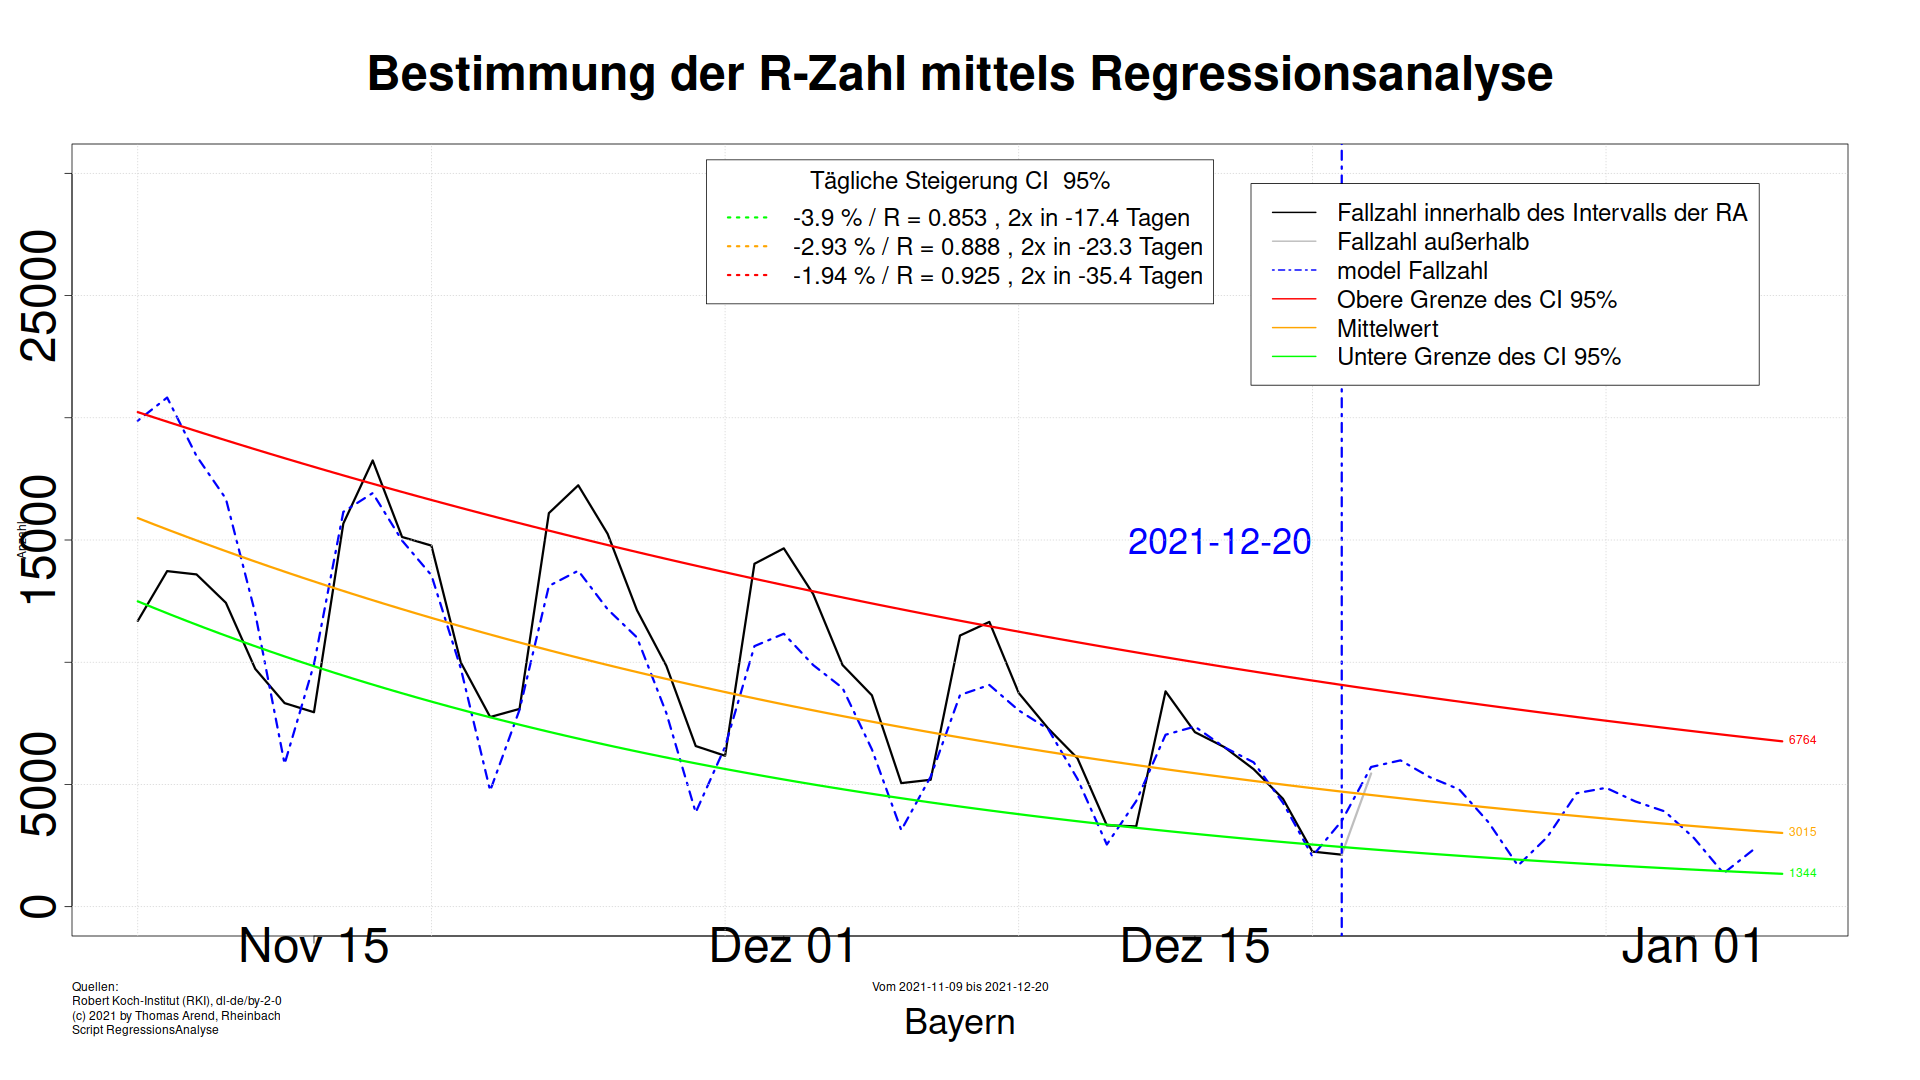 Bestimmung der R-Zahl mittels Regressionsanalyse
Tägliche Steigerung CI 95%
-3.9 % / R = 0.853 , 2x in -17.4 Tagen
-2.93 % / R = 0.888 , 2x in -23.3 Tagen
-1.94 % / R = 0.925 , 2x in -35.4 Tagen
Fallzahl innerhalb des Intervalls der RA
Fallzahl außerhalb
model Fallzahl
Obere Grenze des CI 95%
Mittelwert
Untere Grenze des CI 95%
25000
15000
5000
0
Anzahl
2021-12-20
6764
3015
1344
Nov 15
Dez 01
Dez 15
Jan 01
Quellen:
Robert Koch-Institut (RKI), dl-de/by-2-0
(c) 2021 by Thomas Arend, Rheinbach
Script RegressionsAnalyse
Vom 2021-11-09 bis 2021-12-20
Bayern